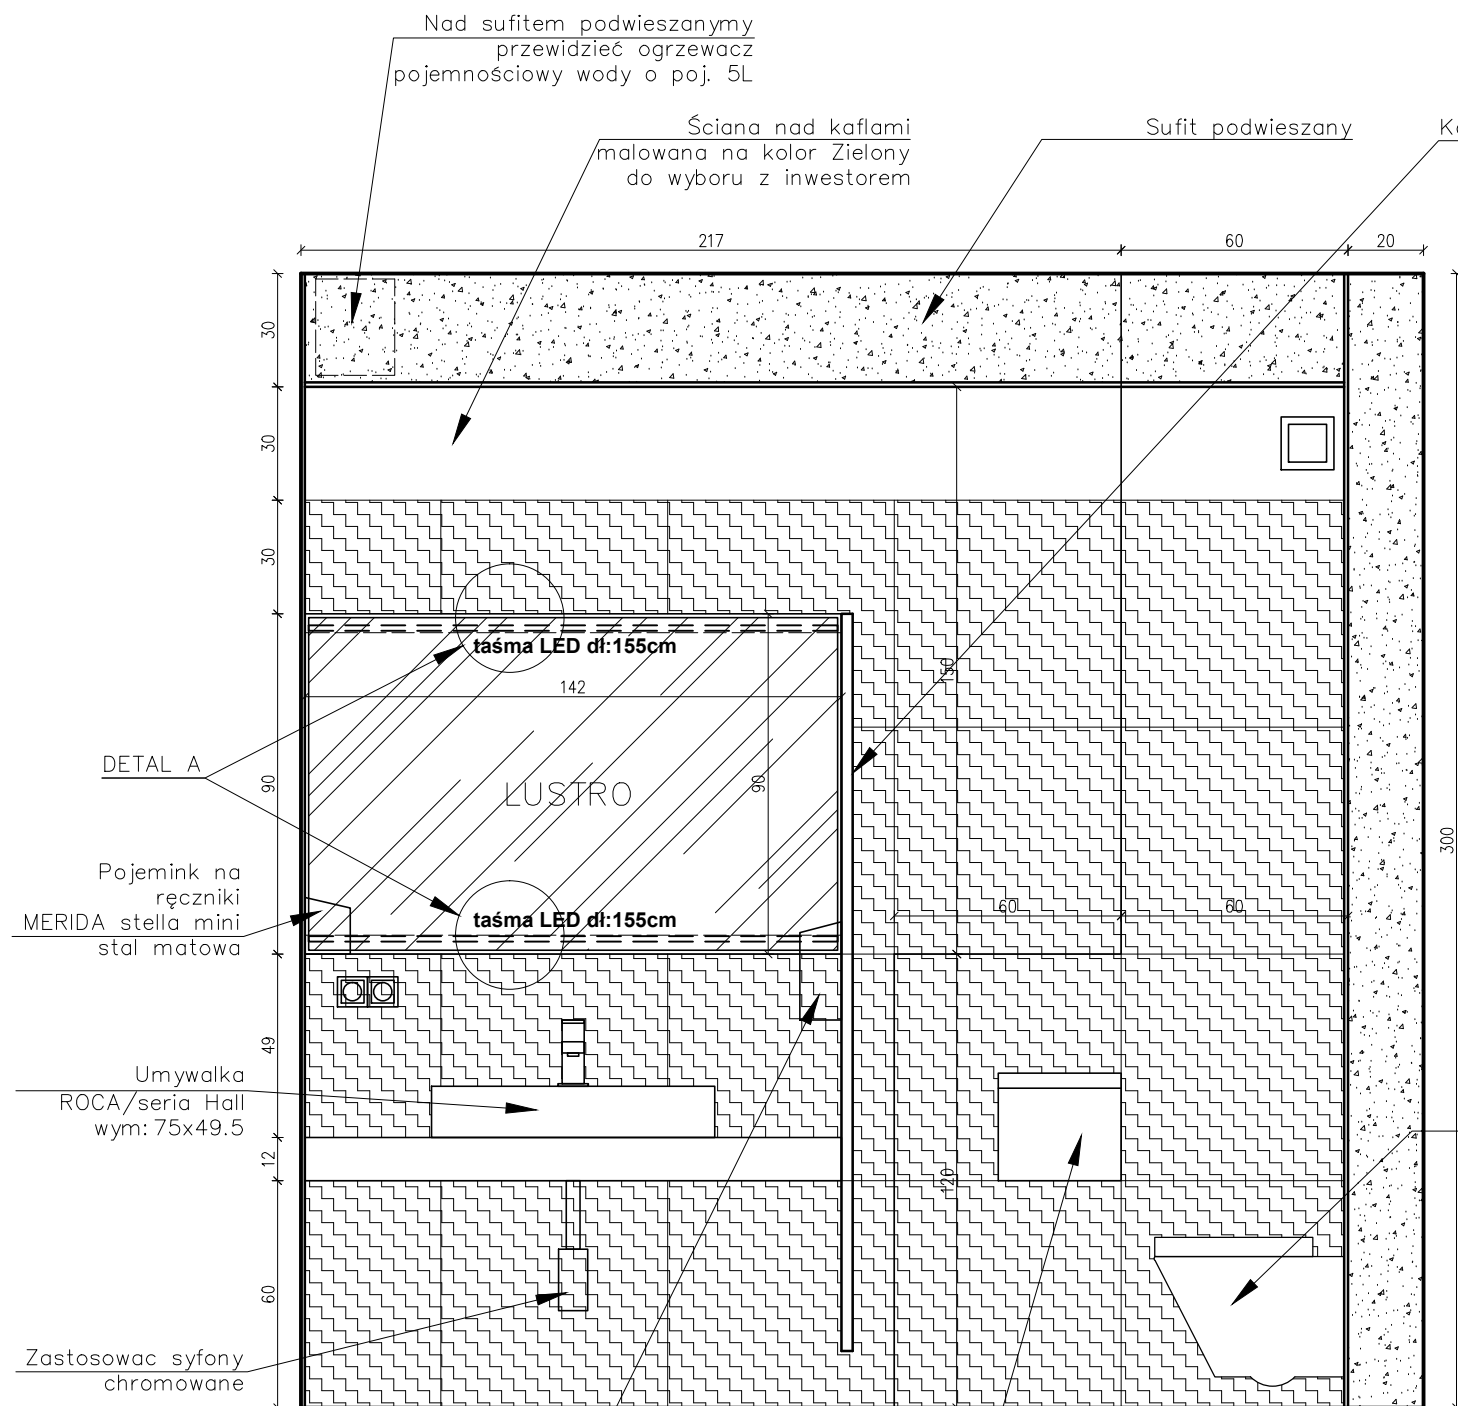 Nad sufitem podwieszanymy
przewidzieć ogrzewacz
pojemnościowy wody o poj. 5L
Ściana nad kaflami
malowana na kolor Zielony
do wyboru z inwestorem
Sufit podwieszany
217
60
20
30
30
30
taśma LED dł:155cm
142
150
DETAL A
90
LUSTRO
90
300
Pojemink na
ręczniki
MERIDA stella mini
stal matowa
taśma LED dł:155cm
60
60
49
Umywalka
ROCA/seria Hall
wym:75x49.5
12
120
60
Zastosowac syfony
chromowane